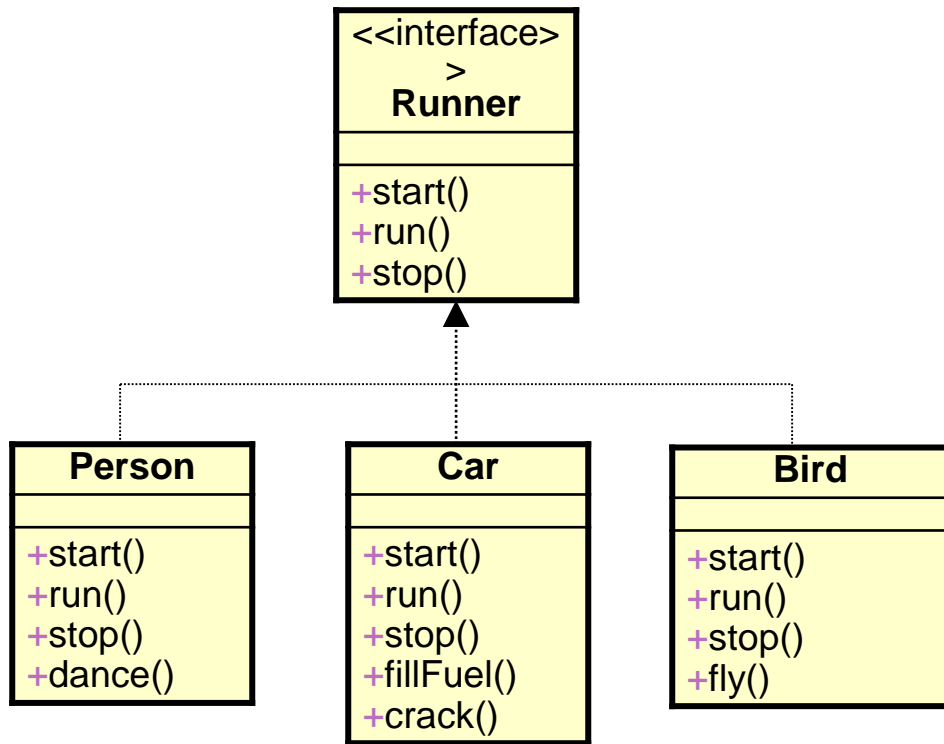 <<interface>
>
Runner
+start()
+run()
+stop()
Person
+start()
+run()
+stop()
+dance()
Car
+start()
+run()
+stop()
+fillFuel()
+crack()
Bird
+start()
+run()
+stop()
+fly()